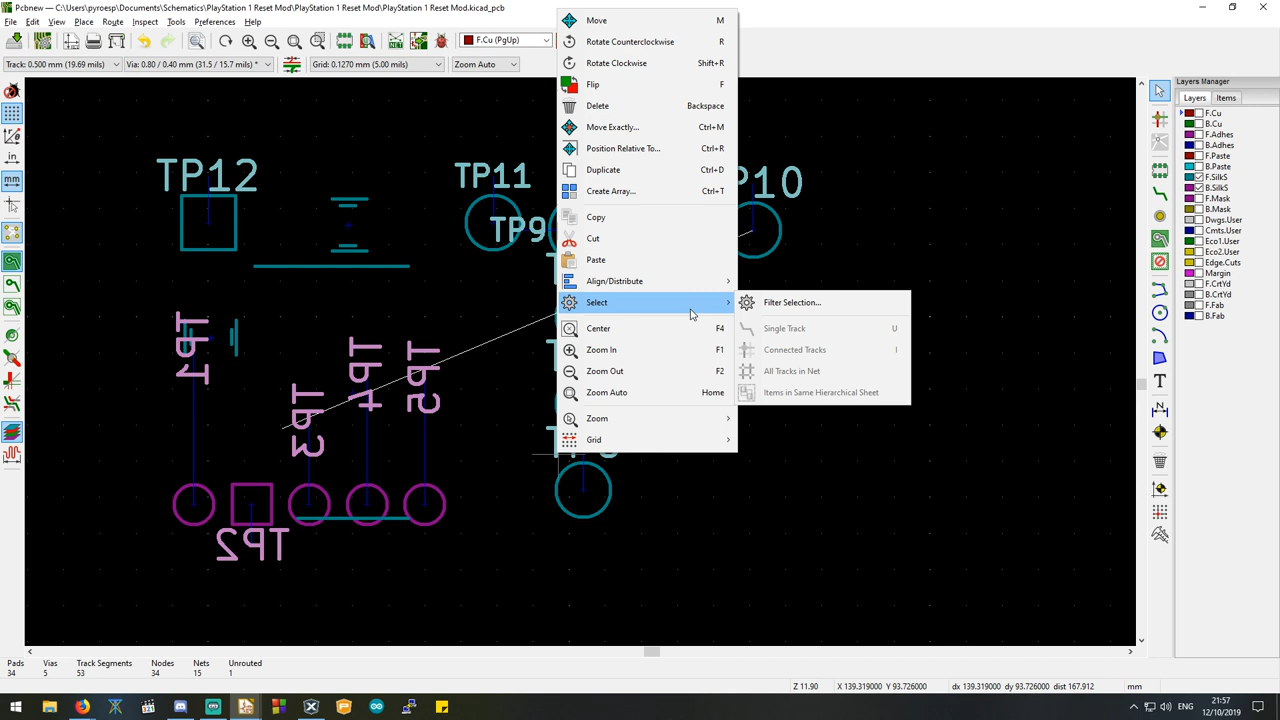 Pcbnew — C:\Users\pyroesp\Documents\Schematics\PlayStation 1 Reset Mod\PlayStation 1 Reset Mod\PlayStation 1 Reset Mod.kicad_pcb
File Edit View Place Route Inspect Tools Preferences Help
F.Cu (PgUp)
Track: 0.500 mm (19.69 mils) Via: 0.80 / 0.40 mm (31.5 / 15.7 mils) * Grid: 0.1270 mm (5.00 mils) Zoom Auto
Move M
Rotate Counterclockwise R
Rotate Clockwise Shift+R
Flip F
Delete Backspace
Move Exactly... Ctrl+M
Position Relative To... Ctrl+R
Duplicate Ctrl+D
Create Array... Ctrl+T
Copy
Cut
Paste
Align/Distribute
Select
Center F4
Zoom In F1
Zoom Out F2
Zoom Auto Home
Zoom
Grid
Filter Selection...
Single Track U
Connected Tracks I
All Tracks in Net
Items in Same Hierarchical Sheet
in
mm
TP12
TP11
TP9
P10
TP1
TP3
TP4
TP5
TP2
Layers Manager
Layers Items
F.Cu
B.Cu
F.Adhes
B.Adhes
F.Paste
B.Paste
F.SilkS
B.SilkS
F.Mask
B.Mask
Dwgs.User
Cmts.User
Eco1.User
Eco2.User
Edge.Cuts
Margin
F.CrtYd
B.CrtYd
F.Fab
B.Fab
Pads Vias Track Segments Nodes Nets Unrouted
34 5 53 34 15 1
Z 11.90 X 139.319000 Y 93.726000 dx 139.319000 dy 93.726000 dist 167.912 mm
ENG
21:57
12/10/2019